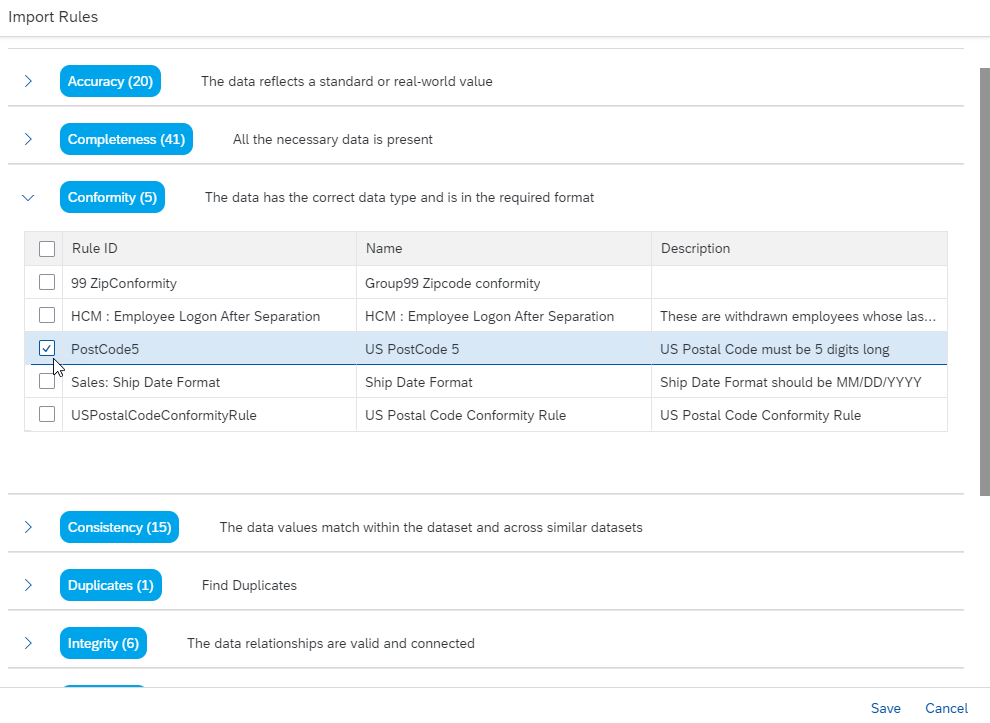 Import Rules
Accuracy (20) The data reflects a standard or real-world value
Completeness (41) All the necessary data is present
Conformity (5) The data has the correct data type and is in the required format
Rule ID Name Description
99 ZipConformity Group99 Zipcode conformity
HCM : Employee Logon After Separation HCM : Employee Logon After Separation These are withdrawn employees whose las...
PostCode5 US PostCode 5 US Postal Code must be 5 digits long
Sales: Ship Date Format Ship Date Format Ship Date Format should be MM/DD/YYYY
USPostalCodeConformityRule US Postal Code Conformity Rule US Postal Code Conformity Rule
Consistency (15) The data values match within the dataset and across similar datasets
Duplicates (1) Find Duplicates
Integrity (6) The data relationships are valid and connected
Save Cancel